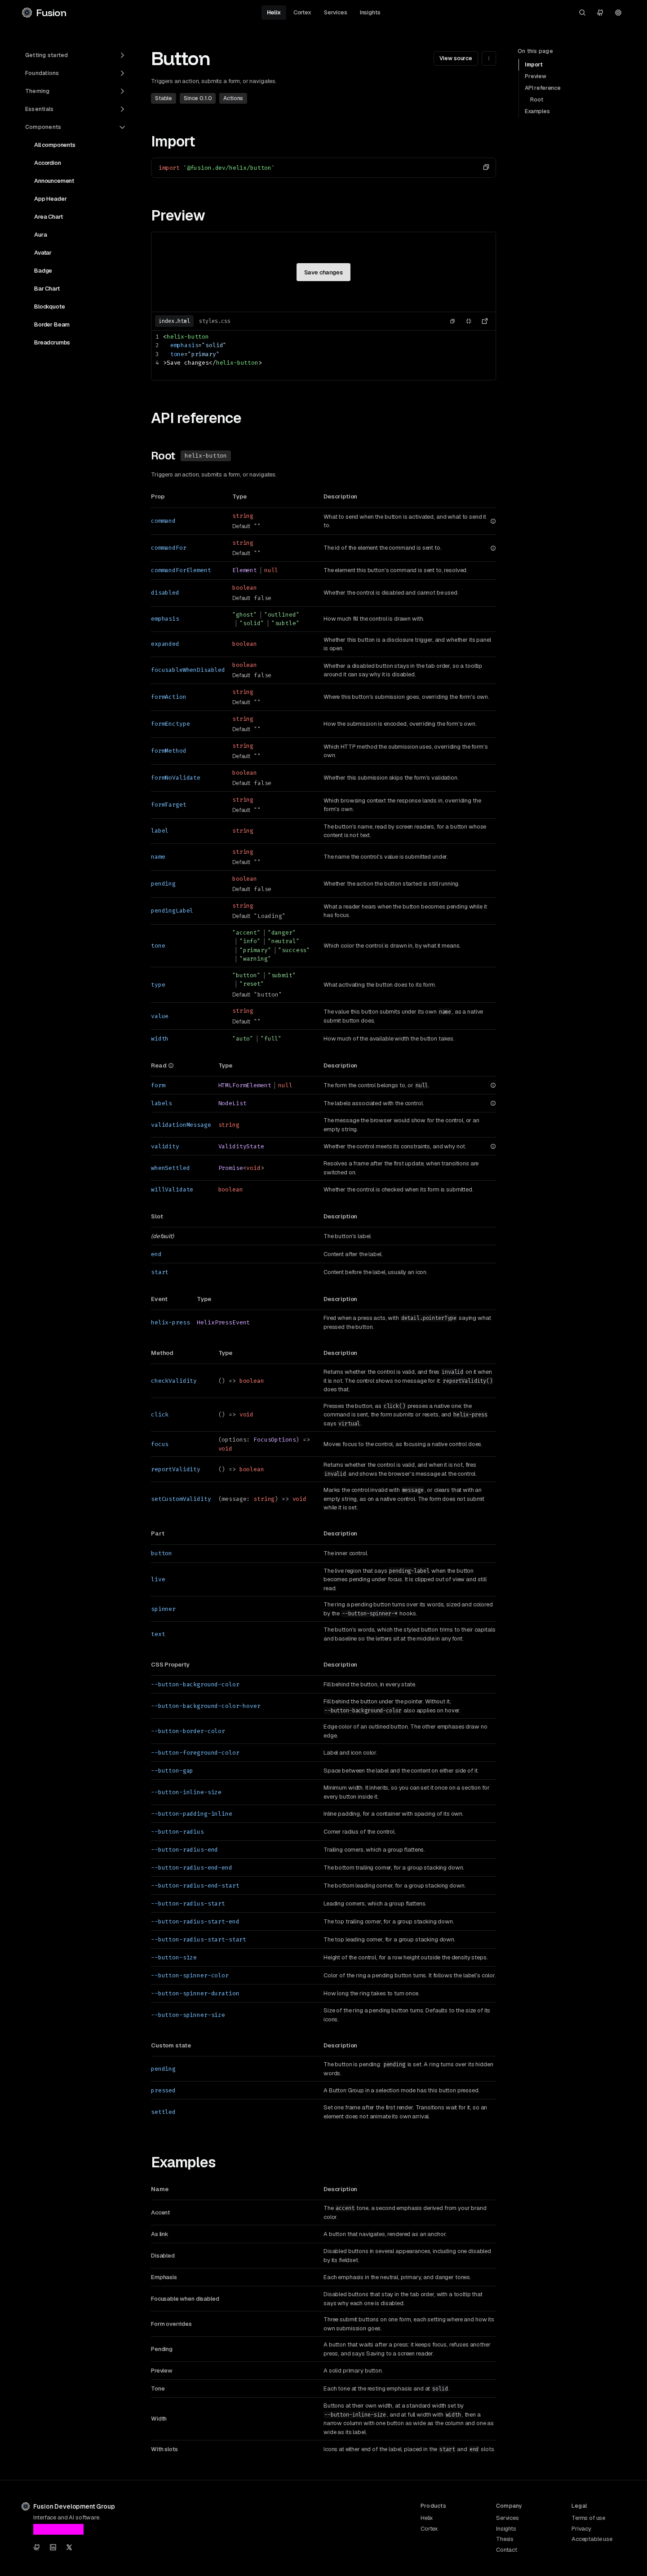 Fusion
Helix
Cortex
Services
Insights
Getting started
Foundations
Theming
Essentials
Components
All components
Accordion
Announcement
App Header
Area Chart
Aura
Avatar
Badge
Bar Chart
Blockquote
Border Beam
Breadcrumbs
Button
View source
Triggers an action, submits a form, or navigates.
Stable
Since 0.1.0
Actions
On this page
Import
Preview
API reference
Root
Examples
Import
import '@fusion.dev/helix/button'
Preview
Save changes
index.html
styles.css
1 <helix-button
2 emphasis="solid"
3 tone="primary"
4 >Save changes</helix-button>
API reference
Root helix-button
Triggers an action, submits a form, or navigates.
Prop Type Description
command string Default "" What to send when the button is activated, and what to send it
to.
commandFor string Default "" The id of the element the command is sent to.
commandForElement Element | null The element this button's command is sent to, resolved.
disabled boolean Default false Whether the control is disabled and cannot be used.
emphasis "ghost" | "outlined"
| "solid" | "subtle" How much fill the control is drawn with.
expanded boolean Whether this button is a disclosure trigger, and whether its panel
is open.
focusableWhenDisabled boolean Default false Whether a disabled button stays in the tab order, so a tooltip
around it can say why it is disabled.
formAction string Default "" Where this button's submission goes, overriding the form's own.
formEnctype string Default "" How the submission is encoded, overriding the form's own.
formMethod string Default "" Which HTTP method the submission uses, overriding the form's
own.
formNoValidate boolean Default false Whether this submission skips the form's validation.
formTarget string Default "" Which browsing context the response lands in, overriding the
form's own.
label string The button's name, read by screen readers, for a button whose
content is not text.
name string Default "" The name the control's value is submitted under.
pending boolean Default false Whether the action the button started is still running.
pendingLabel string Default "Loading" What a reader hears when the button becomes pending while it
has focus.
tone "accent" | "danger"
| "info" | "neutral"
| "primary" | "success"
| "warning" Which color the control is drawn in, by what it means.
type "button" | "submit"
| "reset"
Default "button" What activating the button does to its form.
value string Default "" The value this button submits under its own name, as a native
submit button does.
width "auto" | "full" How much of the available width the button takes.
Read Type Description
form HTMLFormElement | null The form the control belongs to, or null.
labels NodeList The labels associated with the control.
validationMessage string The message the browser would show for the control, or an
empty string.
validity ValidityState Whether the control meets its constraints, and why not.
whenSettled Promise<void> Resolves a frame after the first update, when transitions are
switched on.
willValidate boolean Whether the control is checked when its form is submitted.
Slot Description
(default) The button's label.
end Content after the label.
start Content before the label, usually an icon.
Event Type Description
helix-press HelixPressEvent Fired when a press acts, with detail.pointerType saying what
pressed the button.
Method Type Description
checkValidity () => boolean Returns whether the control is valid, and fires invalid on it when
it is not. The control shows no message for it: reportValidity()
does that.
click () => void Presses the button, as click() presses a native one: the
command is sent, the form submits or resets, and helix-press
says virtual.
focus (options: FocusOptions) =>
void Moves focus to the control, as focusing a native control does.
reportValidity () => boolean Returns whether the control is valid, and when it is not, fires
invalid and shows the browser's message at the control.
setCustomValidity (message: string) => void Marks the control invalid with message, or clears that with an
empty string, as on a native control. The form does not submit
while it is set.
Part Description
button The inner control.
live The live region that says pending-label when the button
becomes pending under focus. It is clipped out of view and still
read.
spinner The ring a pending button turns over its words, sized and colored
by the --button-spinner-* hooks.
text The button's words, which the styled button trims to their capitals
and baseline so the letters sit at the middle in any font.
CSS Property Description
--button-background-color Fill behind the button, in every state.
--button-background-color-hover Fill behind the button under the pointer. Without it,
--button-background-color also applies on hover.
--button-border-color Edge color of an outlined button. The other emphases draw no
edge.
--button-foreground-color Label and icon color.
--button-gap Space between the label and the content on either side of it.
--button-inline-size Minimum width. It inherits, so you can set it once on a section for
every button inside it.
--button-padding-inline Inline padding, for a container with spacing of its own.
--button-radius Corner radius of the control.
--button-radius-end Trailing corners, which a group flattens.
--button-radius-end-end The bottom trailing corner, for a group stacking down.
--button-radius-end-start The bottom leading corner, for a group stacking down.
--button-radius-start Leading corners, which a group flattens.
--button-radius-start-end The top trailing corner, for a group stacking down.
--button-radius-start-start The top leading corner, for a group stacking down.
--button-size Height of the control, for a row height outside the density steps.
--button-spinner-color Color of the ring a pending button turns. It follows the label's color.
--button-spinner-duration How long the ring takes to turn once.
--button-spinner-size Size of the ring a pending button turns. Defaults to the size of its
icons.
Custom state Description
pending The button is pending: pending is set. A ring turns over its hidden
words.
pressed A Button Group in a selection mode has this button pressed.
settled Set one frame after the first render. Transitions wait for it, so an
element does not animate its own arrival.
Examples
Name Description
Accent The accent tone, a second emphasis derived from your brand
color.
As link A button that navigates, rendered as an anchor.
Disabled Disabled buttons in several appearances, including one disabled
by its fieldset.
Emphasis Each emphasis in the neutral, primary, and danger tones.
Focusable when disabled Disabled buttons that stay in the tab order, with a tooltip that
says why each one is disabled.
Form overrides Three submit buttons on one form, each setting where and how its
own submission goes.
Pending A button that waits after a press: it keeps focus, refuses another
press, and says Saving to a screen reader.
Preview A solid primary button.
Tone Each tone at the resting emphasis and at solid.
Width Buttons at their own width, at a standard width set by
--button-inline-size, and at full width with width, then a
narrow column with one button as wide as the column and one as
wide as its label.
With slots Icons at either end of the label, placed in the start and end slots.
Fusion Development Group
Interface and AI software.
Products
Helix
Cortex
Company
Services
Insights
Thesis
Contact
Legal
Terms of use
Privacy
Acceptable use